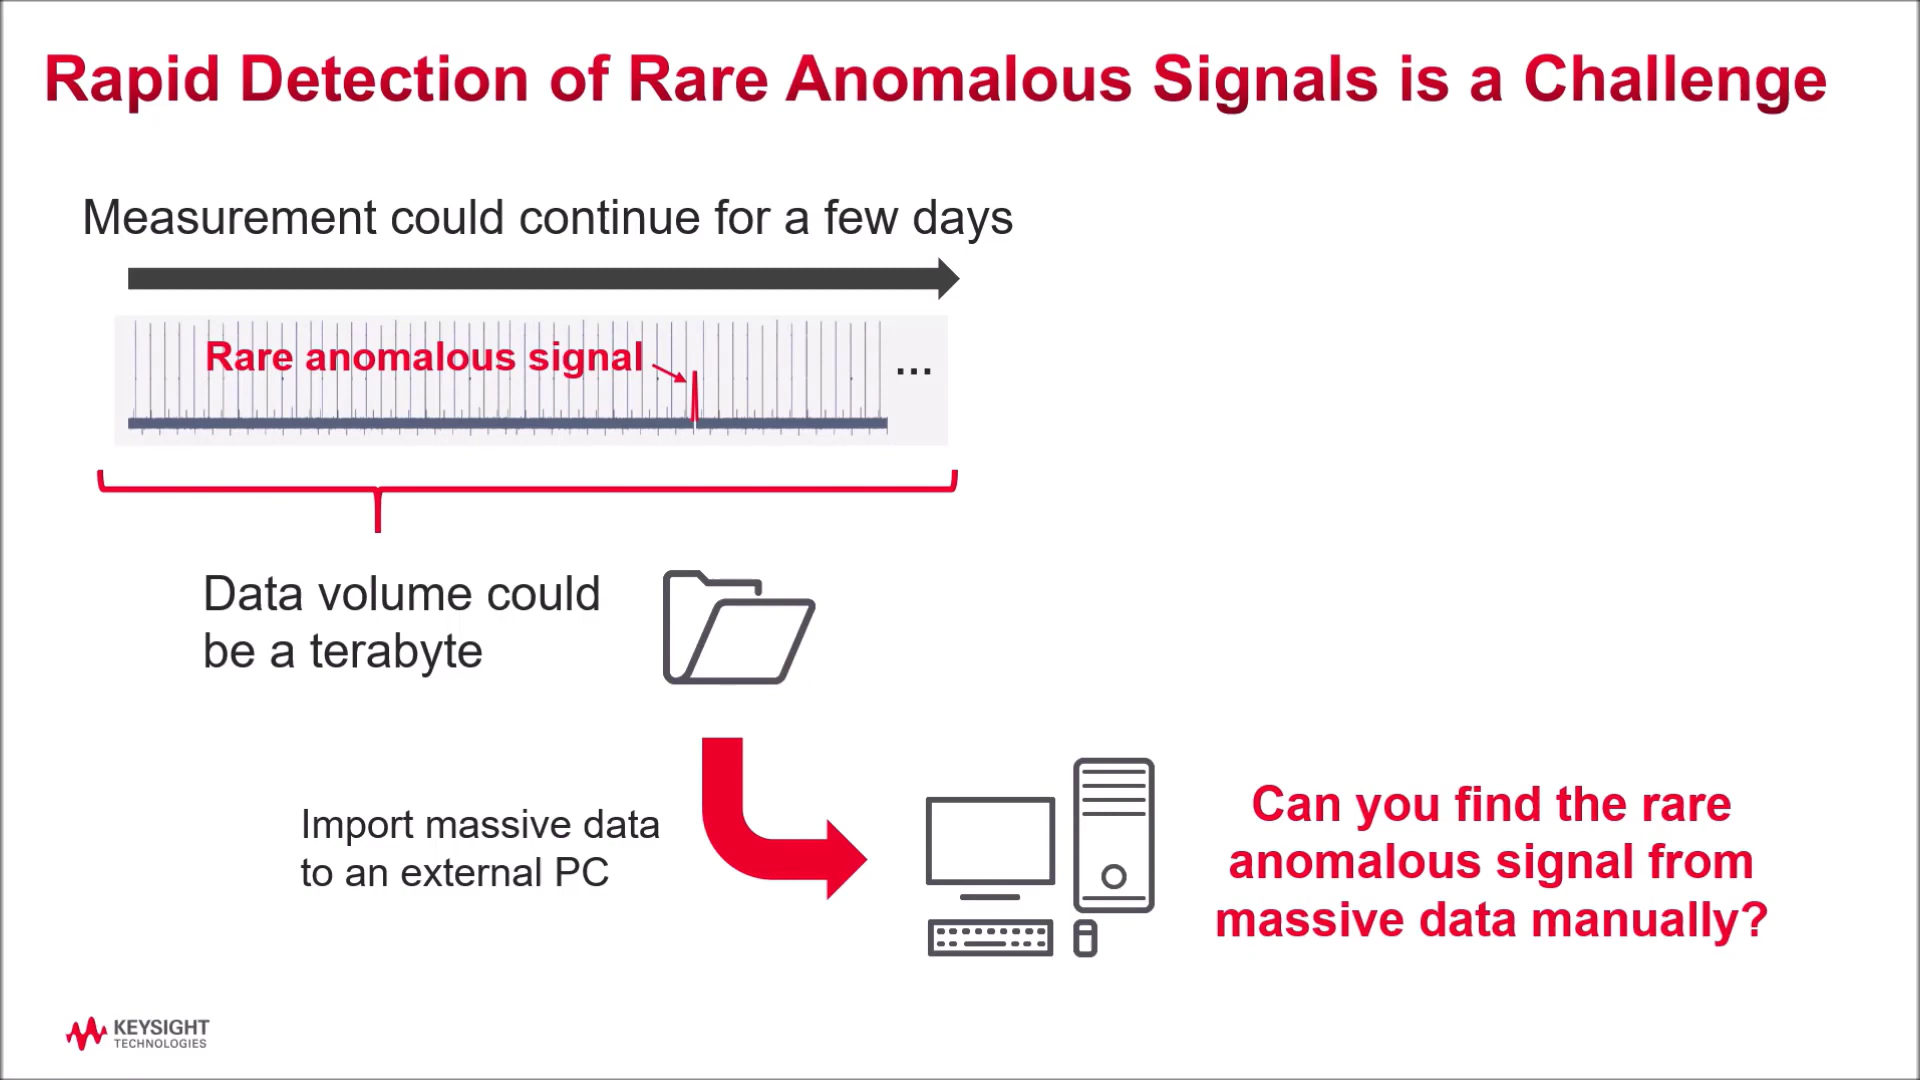 Rapid Detection of Rare Anomalous Signals is a Challenge
Measurement could continue for a few days
Rare anomalous signal
...
Data volume could
be a terabyte
Import massive data
to an external PC
Can you find the rare
anomalous signal from
massive data manually?
KEYSIGHT
TECHNOLOGIES